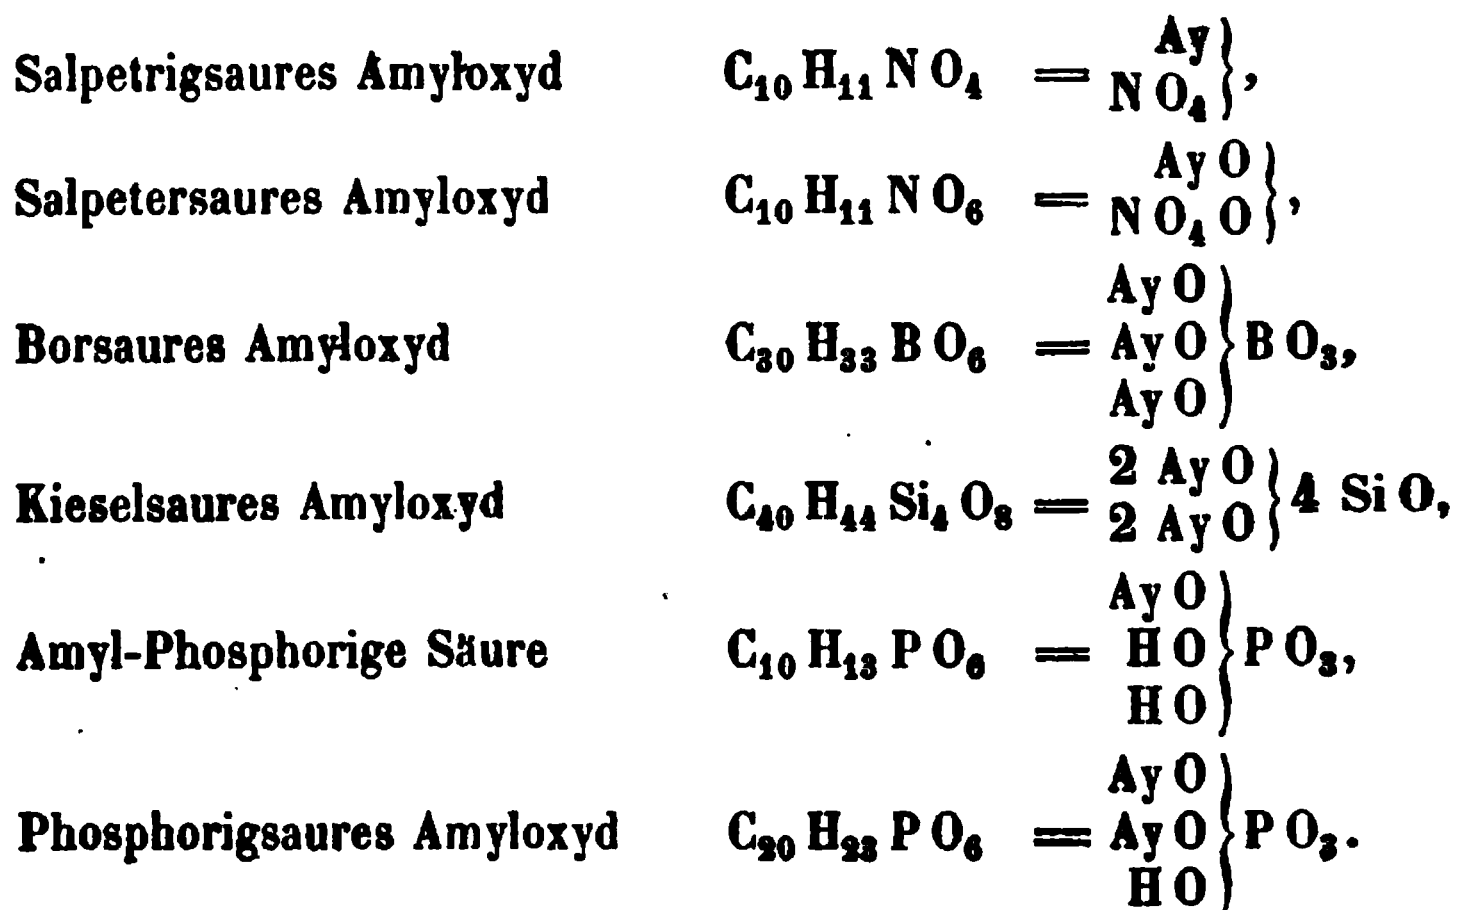 Salpetrigsaures Amyloxyd C₁₀ H₁₁ N O₄ = Ay N O₄ },
Salpetersaures Amyloxyd C₁₀ H₁₁ N O₆ = Ay O N O₄ O },
Borsaures Amyloxyd C₃₀ H₃₃ B O₆ = Ay O Ay O Ay O } B O₃,
Kieselsaures Amyloxyd C₄₀ H₄₄ Si₄ O₈ = 2 Ay O 2 Ay O } 4 Si O,
Amyl-Phosphorige Säure C₁₀ H₁₃ P O₆ = Ay O H O H O } P O₃,
Phosphorigsaures Amyloxyd C₂₀ H₂₃ P O₆ = Ay O Ay O H O } P O₃.